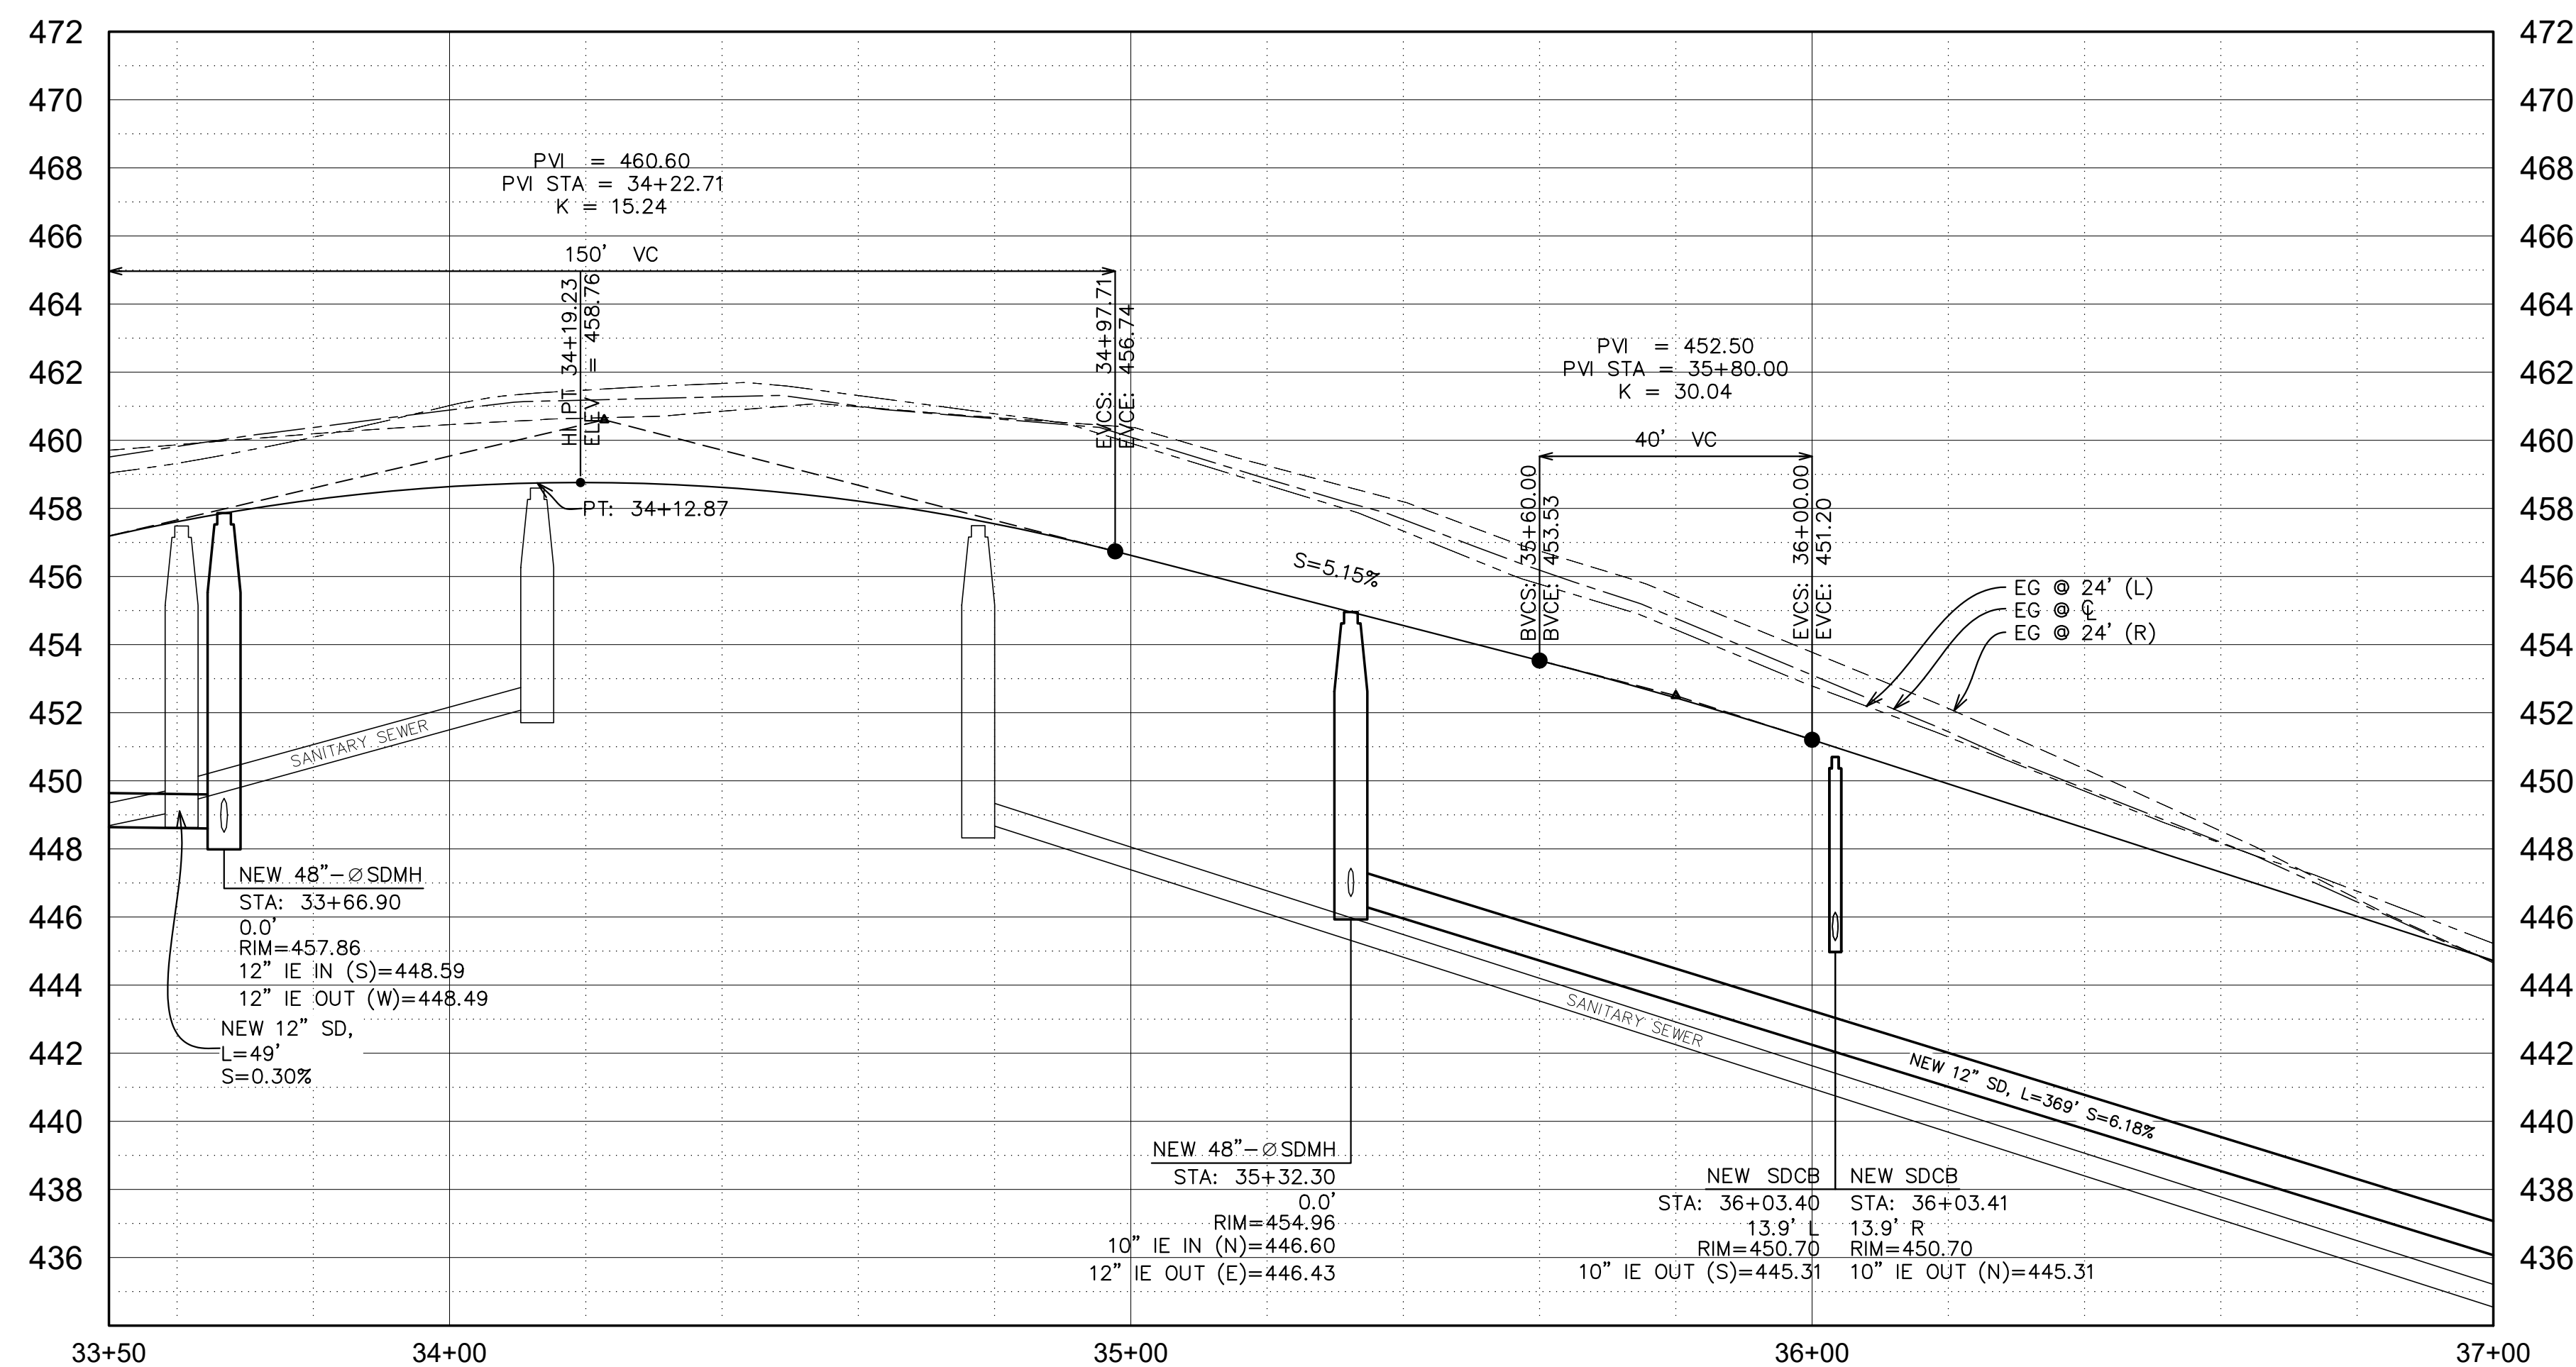 472
472
470
470
468
468
466
466
464
464
462
462
460
460
458
458
456
456
454
454
452
452
450
450
448
448
446
446
444
444
442
442
440
440
438
438
436
436
PVI = 460.60
PVI STA = 34+22.71
K = 15.24
150' VC
HI PT 34+19.23
ELEV = 458.76
EVCS: 34+97.71
EVCE: 456.74
PT: 34+12.87
PVI = 452.50
PVI STA = 35+80.00
K = 30.04
40' VC
BVCS: 35+60.00
BVCE: 453.53
EVCS: 36+00.00
EVCE: 451.20
S=5.15%
EG @ 24' (L)
EG @ ℄
EG @ 24' (R)
SANITARY SEWER
NEW 48"-∅ SDMH
STA: 33+66.90
0.0'
RIM=457.86
12" IE IN (S)=448.59
12" IE OUT (W)=448.49
NEW 12" SD,
L=49'
S=0.30%
SANITARY SEWER
NEW 12" SD, L=369' S=6.18%
NEW 48"-∅ SDMH
STA: 35+32.30
0.0'
RIM=454.96
10" IE IN (N)=446.60
12" IE OUT (E)=446.43
NEW SDCB
STA: 36+03.40
13.9' L
RIM=450.70
10" IE OUT (S)=445.31
NEW SDCB
STA: 36+03.41
13.9' R
RIM=450.70
10" IE OUT (N)=445.31
33+50
34+00
35+00
36+00
37+00